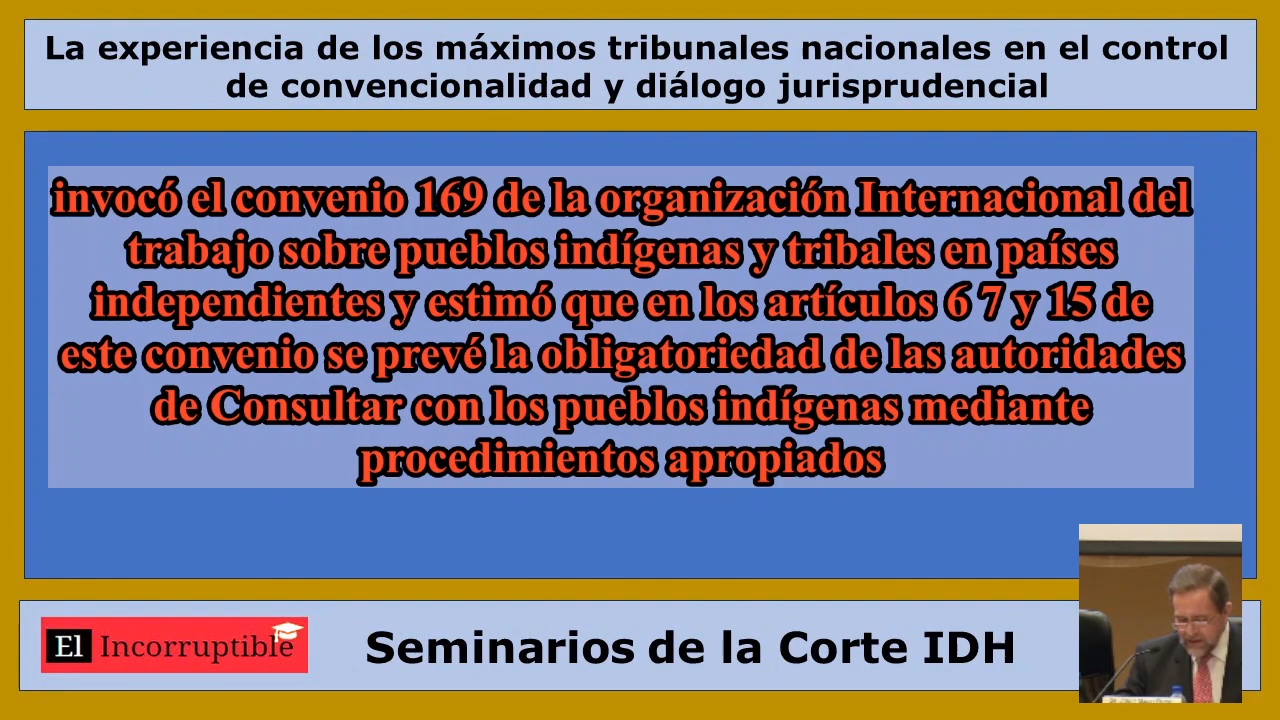 La experiencia de los máximos tribunales nacionales en el control
de convencionalidad y diálogo jurisprudencial
invocó el convenio 169 de la organización Internacional del
trabajo sobre pueblos indígenas y tribales en países
independientes y estimó que en los artículos 6 7 y 15 de
este convenio se prevé la obligatoriedad de las autoridades
de Consultar con los pueblos indígenas mediante
procedimientos apropiados
El Incorruptible
Seminarios de la Corte IDH